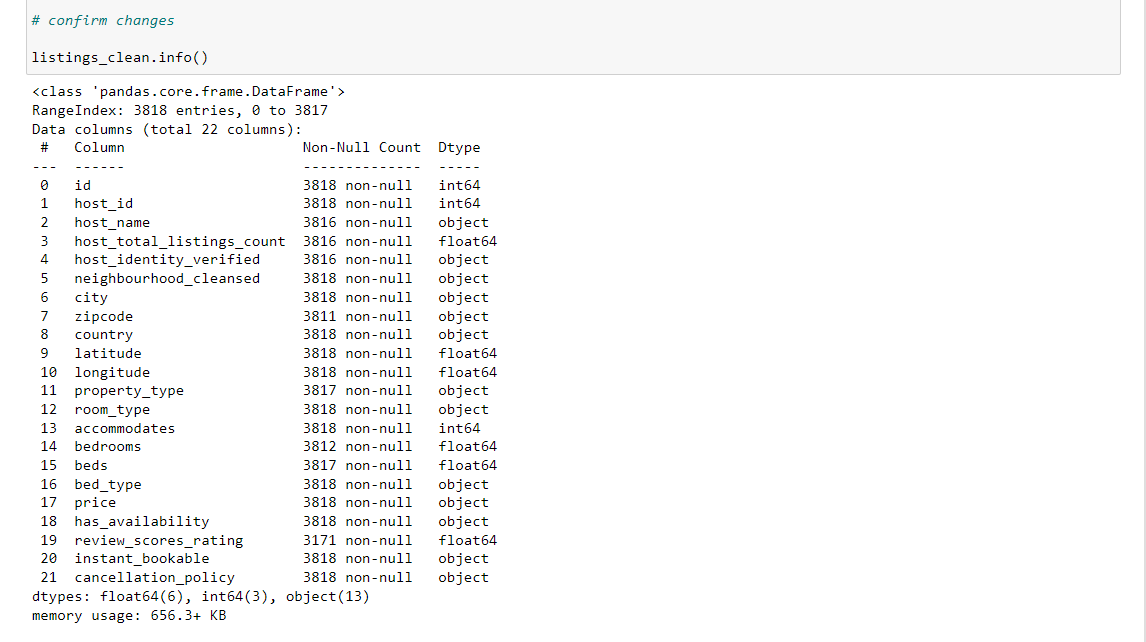 # confirm changes
listings_clean.info()
<class 'pandas.core.frame.DataFrame'>
RangeIndex: 3818 entries, 0 to 3817
Data columns (total 22 columns):
 #   Column                     Non-Null Count  Dtype
---  ------                     --------------  -----
 0   id                         3818 non-null   int64
 1   host_id                    3818 non-null   int64
 2   host_name                  3816 non-null   object
 3   host_total_listings_count  3816 non-null   float64
 4   host_identity_verified     3816 non-null   object
 5   neighbourhood_cleansed     3818 non-null   object
 6   city                       3818 non-null   object
 7   zipcode                    3811 non-null   object
 8   country                    3818 non-null   object
 9   latitude                   3818 non-null   float64
 10  longitude                  3818 non-null   float64
 11  property_type              3817 non-null   object
 12  room_type                  3818 non-null   object
 13  accommodates               3818 non-null   int64
 14  bedrooms                   3812 non-null   float64
 15  beds                       3817 non-null   float64
 16  bed_type                   3818 non-null   object
 17  price                      3818 non-null   object
 18  has_availability           3818 non-null   object
 19  review_scores_rating       3171 non-null   float64
 20  instant_bookable           3818 non-null   object
 21  cancellation_policy        3818 non-null   object
dtypes: float64(6), int64(3), object(13)
memory usage: 656.3+ KB